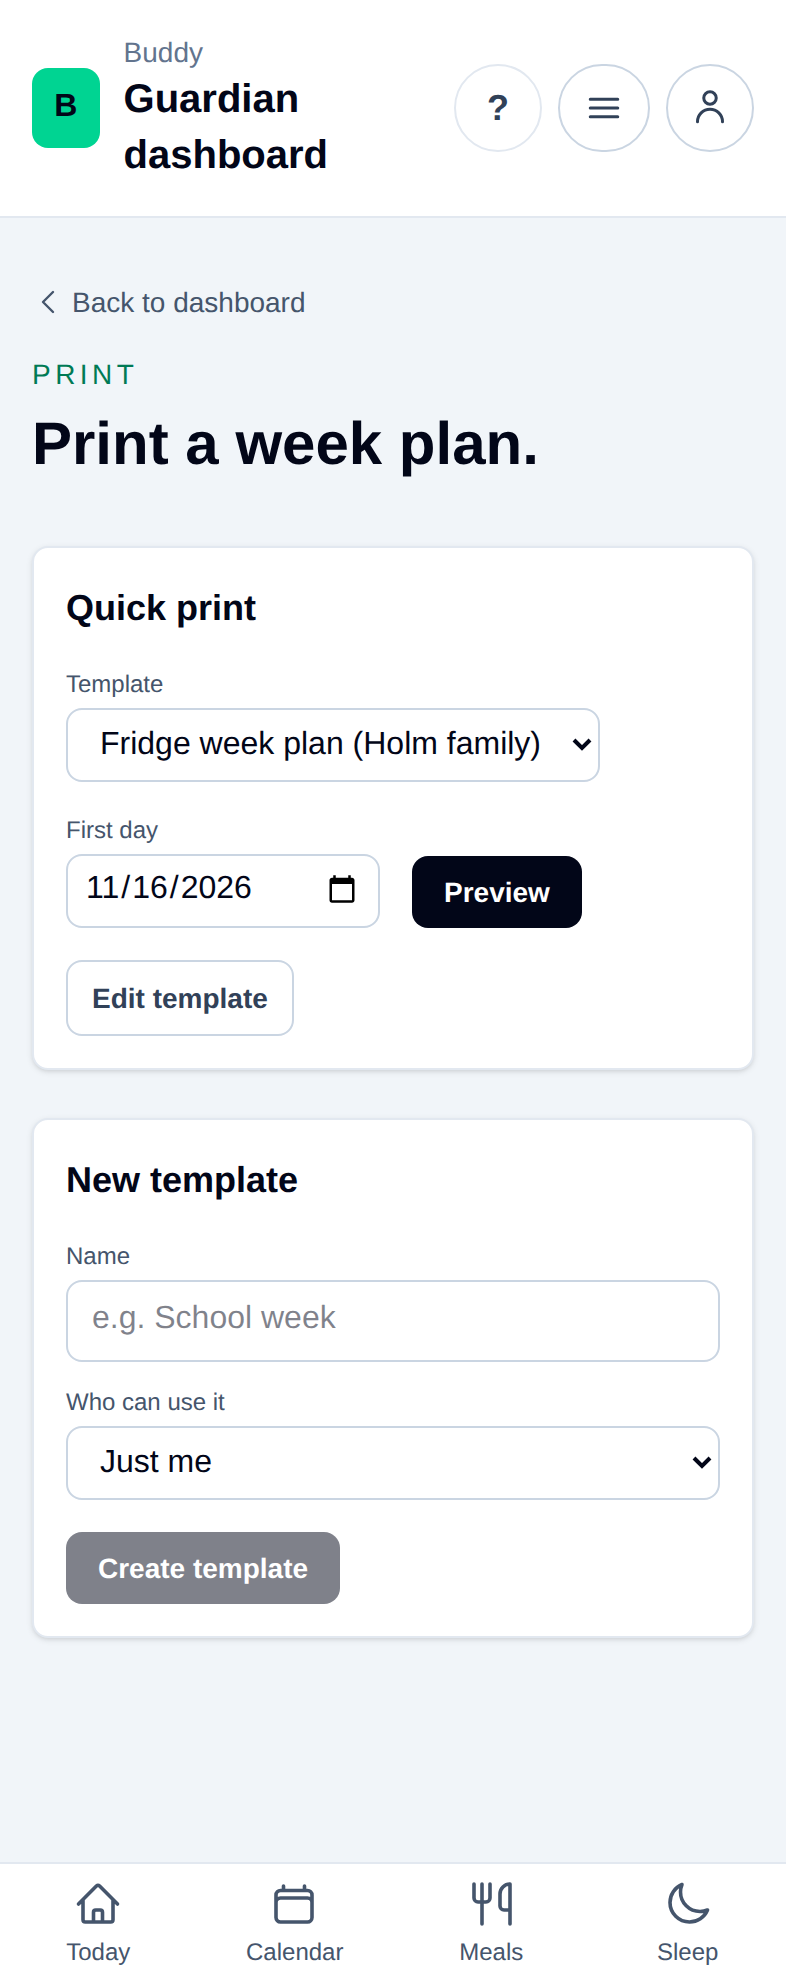 Buddy
B
Guardian
dashboard
?
Back to dashboard
PRINT
Print a week plan.
Quick print
Template
Fridge week plan (Holm family)
First day
11/16/2026
Preview
Edit template
New template
Name
e.g. School week
Who can use it
Just me
Create template
Today
Calendar
Meals
Sleep